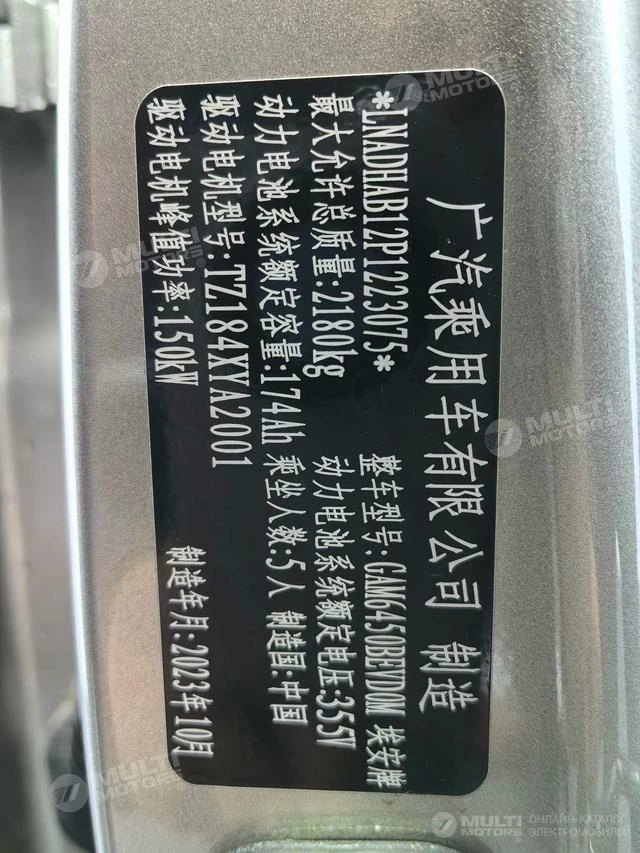 广汽乘用车有限公司 制造
*LNADHAB12P1223075* 整车型号:GAM6450BEVD0M 埃安牌
最大允许总质量:2180kg 动力电池系统额定电压:355V
动力电池系统额定容量:174Ah 乘坐人数:5人 制造国:中国
驱动电机型号:TZ184XYA2001
驱动电机峰值功率:150kW 制造年月:2023年10月
MULTI MOTORS
MULTI MOTORS
MULTI MOTORS
MULTI MOTORS
MULTI MOTORS ОНЛАЙН-КАТАЛОГ ЭЛЕКТРОМОБИЛЕЙ